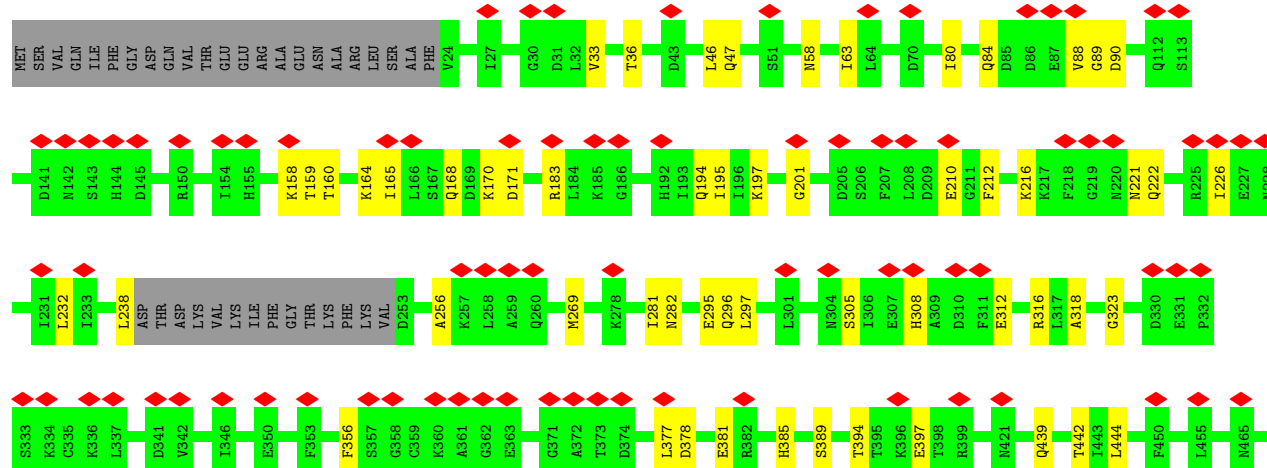 MET SER VAL GLN ILE PHE GLY ASP GLN VAL THR GLU GLU ARG ALA GLU ASN ALA ARG LEU SER ALA PHE V24 I27 G30 D31 L32 V33 T36 D43 L46 Q47 S51 N58 I63 L64 D70 I80 Q84 D85 D86 E87 V88 G89 D90 Q112 S113
D141 N142 S143 H144 D145 R150 I154 H155 K158 T159 T160 K164 I165 L166 S167 Q168 D169 K170 D171 R183 L184 K185 G186 H192 I193 Q194 I195 I196 K197 G201 D205 S206 F207 L208 D209 E210 G211 F212 K216 K217 F218 G219 N220 N221 Q222 R225 I226 E227
I231 L232 I233 L238 ASP THR ASP LYS VAL LYS ILE PHE GLY THR LYS PHE LYS VAL D253 A256 K257 L258 A259 Q260 M269 K278 I281 N282 E295 Q296 L297 L301 N304 S305 I306 E307 H308 A309 D310 F311 E312 R316 L317 A318 G323 D330 E331 P332
S333 K334 C335 K336 L337 D341 V342 I346 E350 F353 F356 S357 G358 C359 K360 A361 G362 E363 G371 A372 T373 D374 L377 D378 E381 R382 H385 S389 T394 T395 K396 E397 T398 R399 N421 Q439 T442 I443 L444 F450 L455 N465